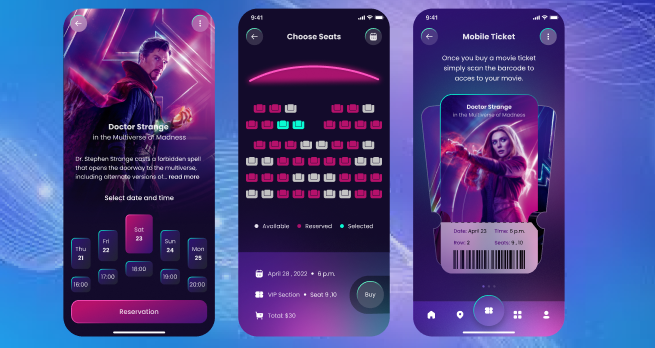 Doctor Strange
in the Multiverse of Madness
Dr. Stephen Strange casts a forbidden spell
that opens the doorway to the multiverse,
including alternate versions of... read more
Select date and time
Thu
21
Fri
22
Sat
23
Sun
24
Mon
25
16:00
17:00
18:00
19:00
20:00
Reservation
9:41
Choose Seats
Available
Reserved
Selected
April 28, 2022 • 6 p.m.
VIP Section • Seat 9 ,10
Total: $30
Buy
9:41
Mobile Ticket
Once you buy a movie ticket
simply scan the barcode to
acces to your movie.
Doctor Strange
in the Multiverse of Madness
Date: April 23 Time: 6 p.m.
Row: 2 Seats: 9 , 10